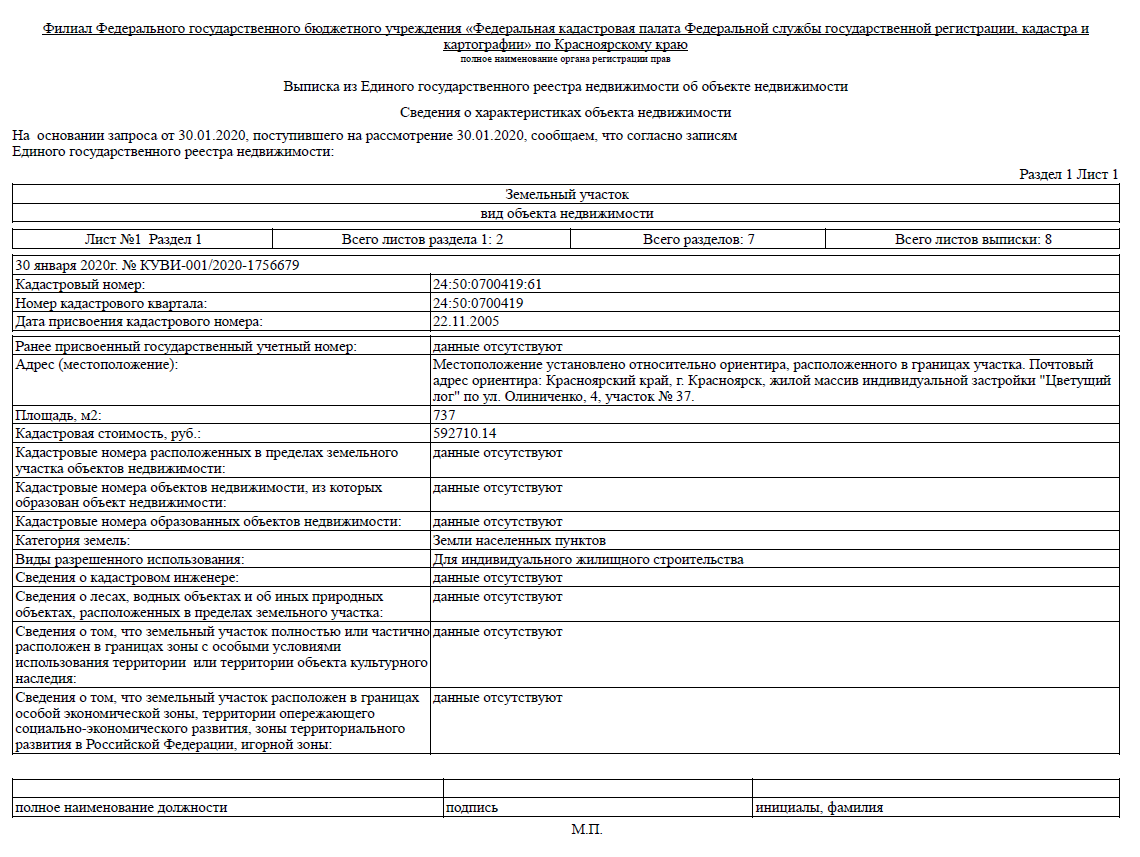 Филиал Федерального государственного бюджетного учреждения «Федеральная кадастровая палата Федеральной службы государственной регистрации, кадастра и
картографии» по Красноярскому краю
полное наименование органа регистрации прав
Выписка из Единого государственного реестра недвижимости об объекте недвижимости
Сведения о характеристиках объекта недвижимости
На основании запроса от 30.01.2020, поступившего на рассмотрение 30.01.2020, сообщаем, что согласно записям
Единого государственного реестра недвижимости:
Раздел 1 Лист 1
Земельный участок
вид объекта недвижимости
Лист №1 Раздел 1 Всего листов раздела 1: 2 Всего разделов: 7 Всего листов выписки: 8
30 января 2020г. № КУВИ-001/2020-1756679
Кадастровый номер: 24:50:0700419:61
Номер кадастрового квартала: 24:50:0700419
Дата присвоения кадастрового номера: 22.11.2005
Ранее присвоенный государственный учетный номер: данные отсутствуют
Адрес (местоположение): Местоположение установлено относительно ориентира, расположенного в границах участка. Почтовый
адрес ориентира: Красноярский край, г. Красноярск, жилой массив индивидуальной застройки "Цветущий
лог" по ул. Олиниченко, 4, участок № 37.
Площадь, м2: 737
Кадастровая стоимость, руб.: 592710.14
Кадастровые номера расположенных в пределах земельного данные отсутствуют
участка объектов недвижимости:
Кадастровые номера объектов недвижимости, из которых данные отсутствуют
образован объект недвижимости:
Кадастровые номера образованных объектов недвижимости: данные отсутствуют
Категория земель: Земли населенных пунктов
Виды разрешенного использования: Для индивидуального жилищного строительства
Сведения о кадастровом инженере: данные отсутствуют
Сведения о лесах, водных объектах и об иных природных данные отсутствуют
объектах, расположенных в пределах земельного участка:
Сведения о том, что земельный участок полностью или частично данные отсутствуют
расположен в границах зоны с особыми условиями
использования территории или территории объекта культурного
наследия:
Сведения о том, что земельный участок расположен в границах данные отсутствуют
особой экономической зоны, территории опережающего
социально-экономического развития, зоны территориального
развития в Российской Федерации, игорной зоны:
полное наименование должности подпись инициалы, фамилия
М.П.